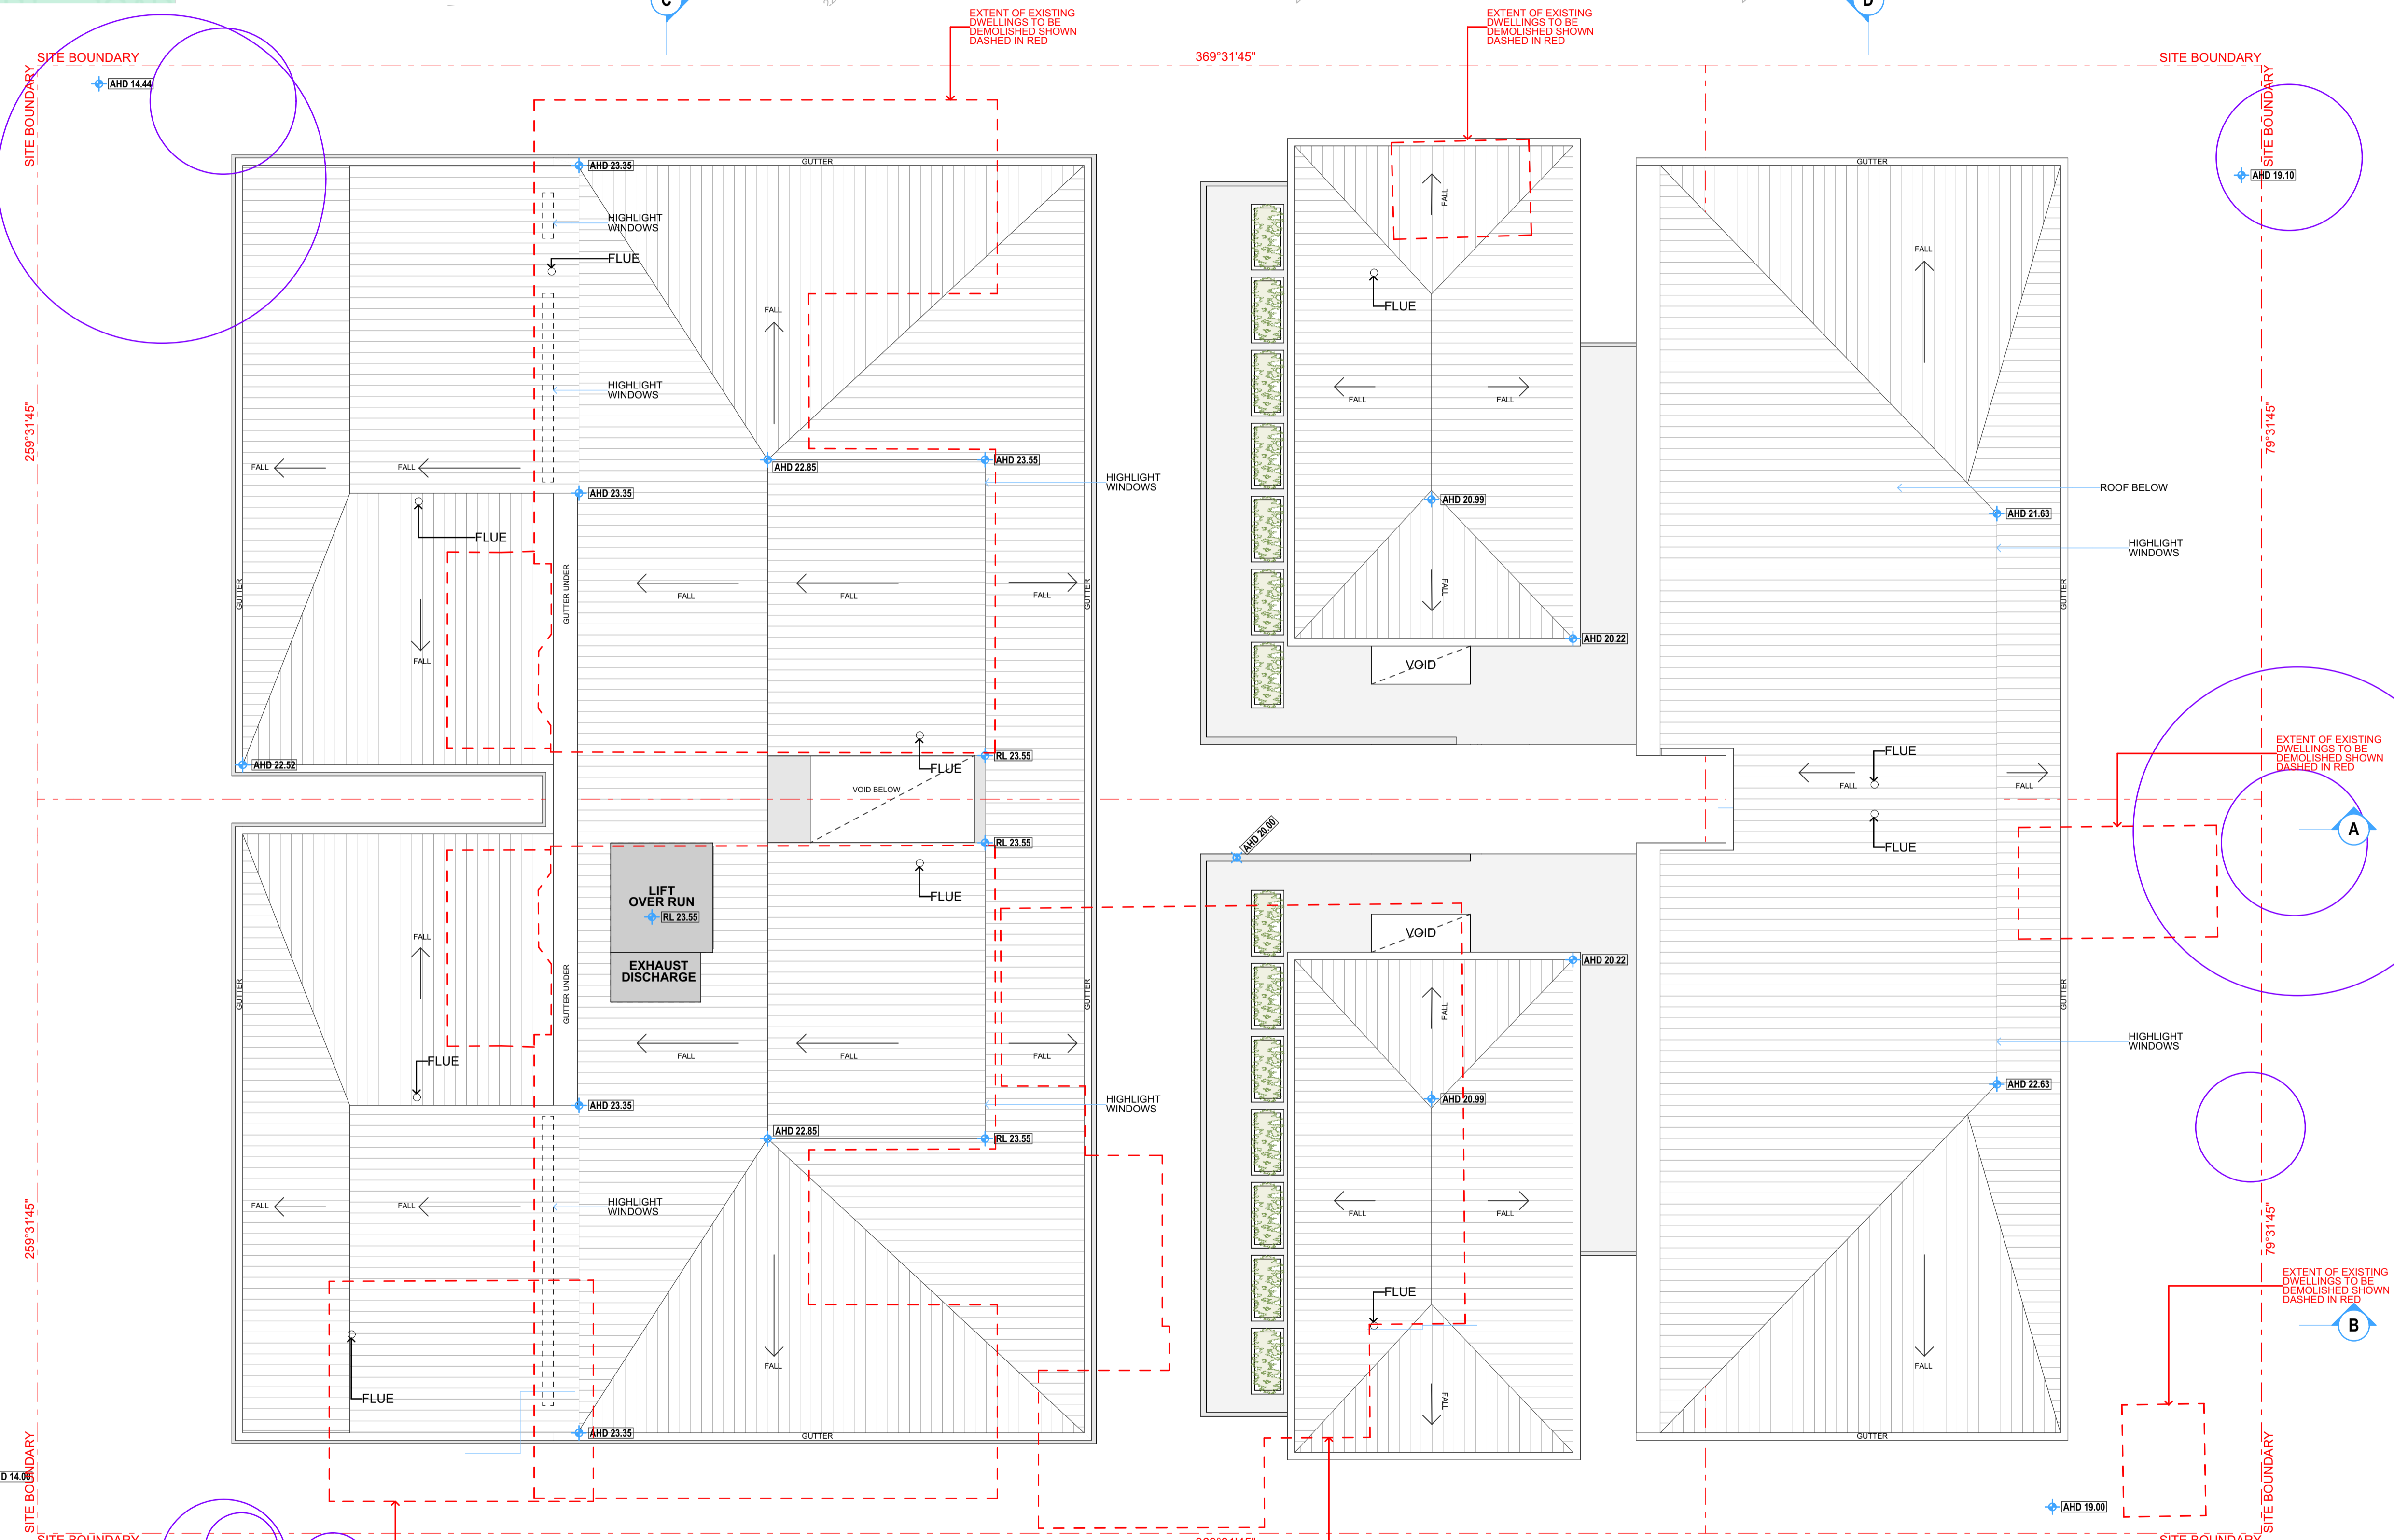 C
D
EXTENT OF EXISTING
DWELLINGS TO BE
DEMOLISHED SHOWN
DASHED IN RED
EXTENT OF EXISTING
DWELLINGS TO BE
DEMOLISHED SHOWN
DASHED IN RED
SITE BOUNDARY
369°31'45"
SITE BOUNDARY
SITE BOUNDARY
SITE BOUNDARY
AHD 14.44
AHD 19.10
GUTTER
GUTTER
AHD 23.35
FALL
HIGHLIGHT
WINDOWS
FALL
FLUE
FLUE
FALL
HIGHLIGHT
WINDOWS
FALL
FALL
259°31'45"
79°31'45"
FALL
FALL
AHD 22.85
AHD 23.55
HIGHLIGHT
WINDOWS
ROOF BELOW
AHD 23.35
AHD 20.99
AHD 21.63
FLUE
HIGHLIGHT
WINDOWS
GUTTER
GUTTER UNDER
FALL
FALL
FALL
GUTTER
FALL
GUTTER
FALL
AHD 20.22
VOID
EXTENT OF EXISTING
DWELLINGS TO BE
DEMOLISHED SHOWN
DASHED IN RED
AHD 22.52
FLUE
RL 23.55
FLUE
FALL
FALL
VOID BELOW
A
AHD 20.00
RL 23.55
FLUE
LIFT
OVER RUN
RL 23.55
FLUE
FALL
VOID
EXHAUST
DISCHARGE
AHD 20.22
GUTTER
GUTTER UNDER
GUTTER
FALL
GUTTER
FALL
FALL
FALL
HIGHLIGHT
WINDOWS
FLUE
AHD 22.63
AHD 23.35
AHD 20.99
HIGHLIGHT
WINDOWS
AHD 22.85
RL 23.55
FALL
FALL
HIGHLIGHT
WINDOWS
FALL
FALL
259°31'45"
79°31'45"
EXTENT OF EXISTING
DWELLINGS TO BE
DEMOLISHED SHOWN
DASHED IN RED
FLUE
B
FALL
FALL
FLUE
FALL
AHD 23.35
GUTTER
GUTTER
SITE BOUNDARY
SITE BOUNDARY
D 14.00
AHD 19.00
SITE BOUNDARY
369°31'45"
SITE BOUNDARY